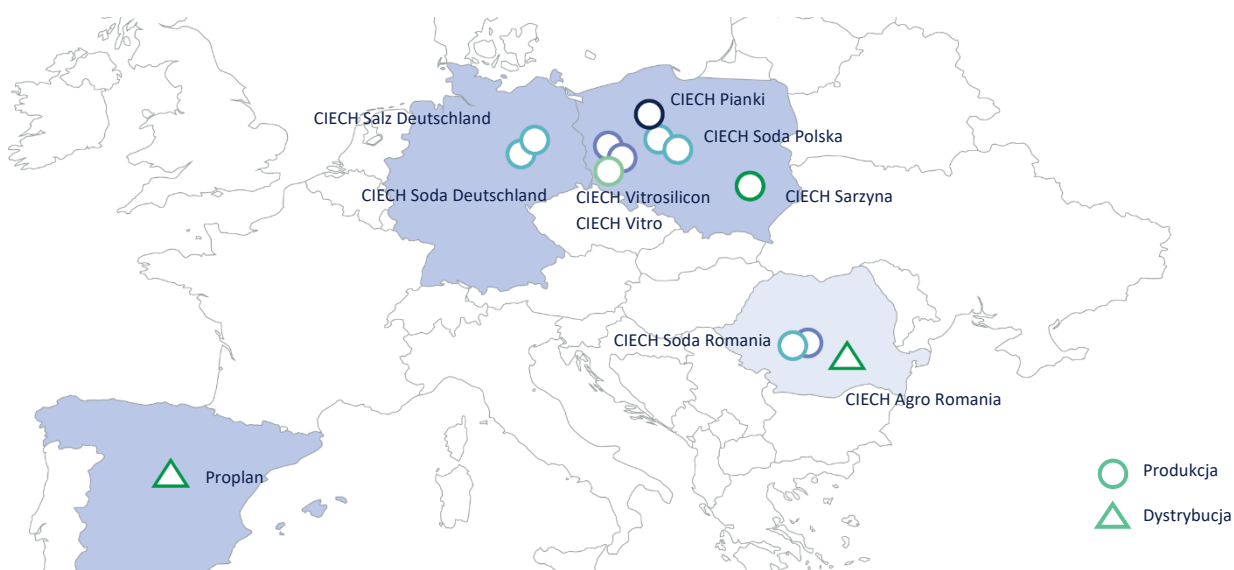 CIECH Pianki
CIECH Salz Deutschland
CIECH Soda Polska
CIECH Soda Deutschland
CIECH Vitrosilicon
CIECH Sarzyna
CIECH Vitro
CIECH Soda Romania
CIECH Agro Romania
Proplan
Produkcja
Dystrybucja